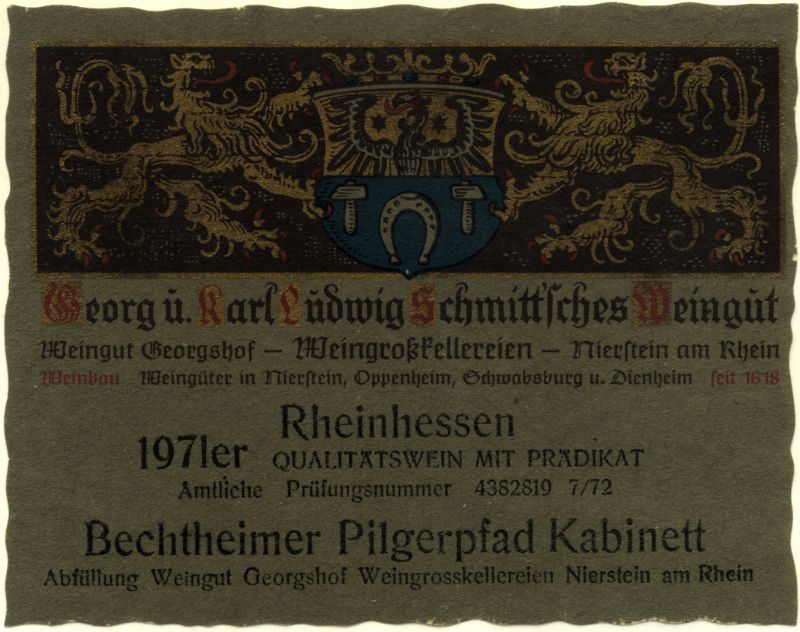 Georg u. Karl Ludwig Schmitt'sches Weingut
Weingut Georgshof – Weingroßkellereien – Nierstein am Rhein
Weinbau Weingüter in Nierstein, Oppenheim, Schwabsburg u. Dienheim seit 1618
Rheinhessen
1971er QUALITÄTSWEIN MIT PRÄDIKAT
Amtliche Prüfungsnummer 4382819 7/72
Bechtheimer Pilgerpfad Kabinett
Abfüllung Weingut Georgshof Weingrosskellereien Nierstein am Rhein